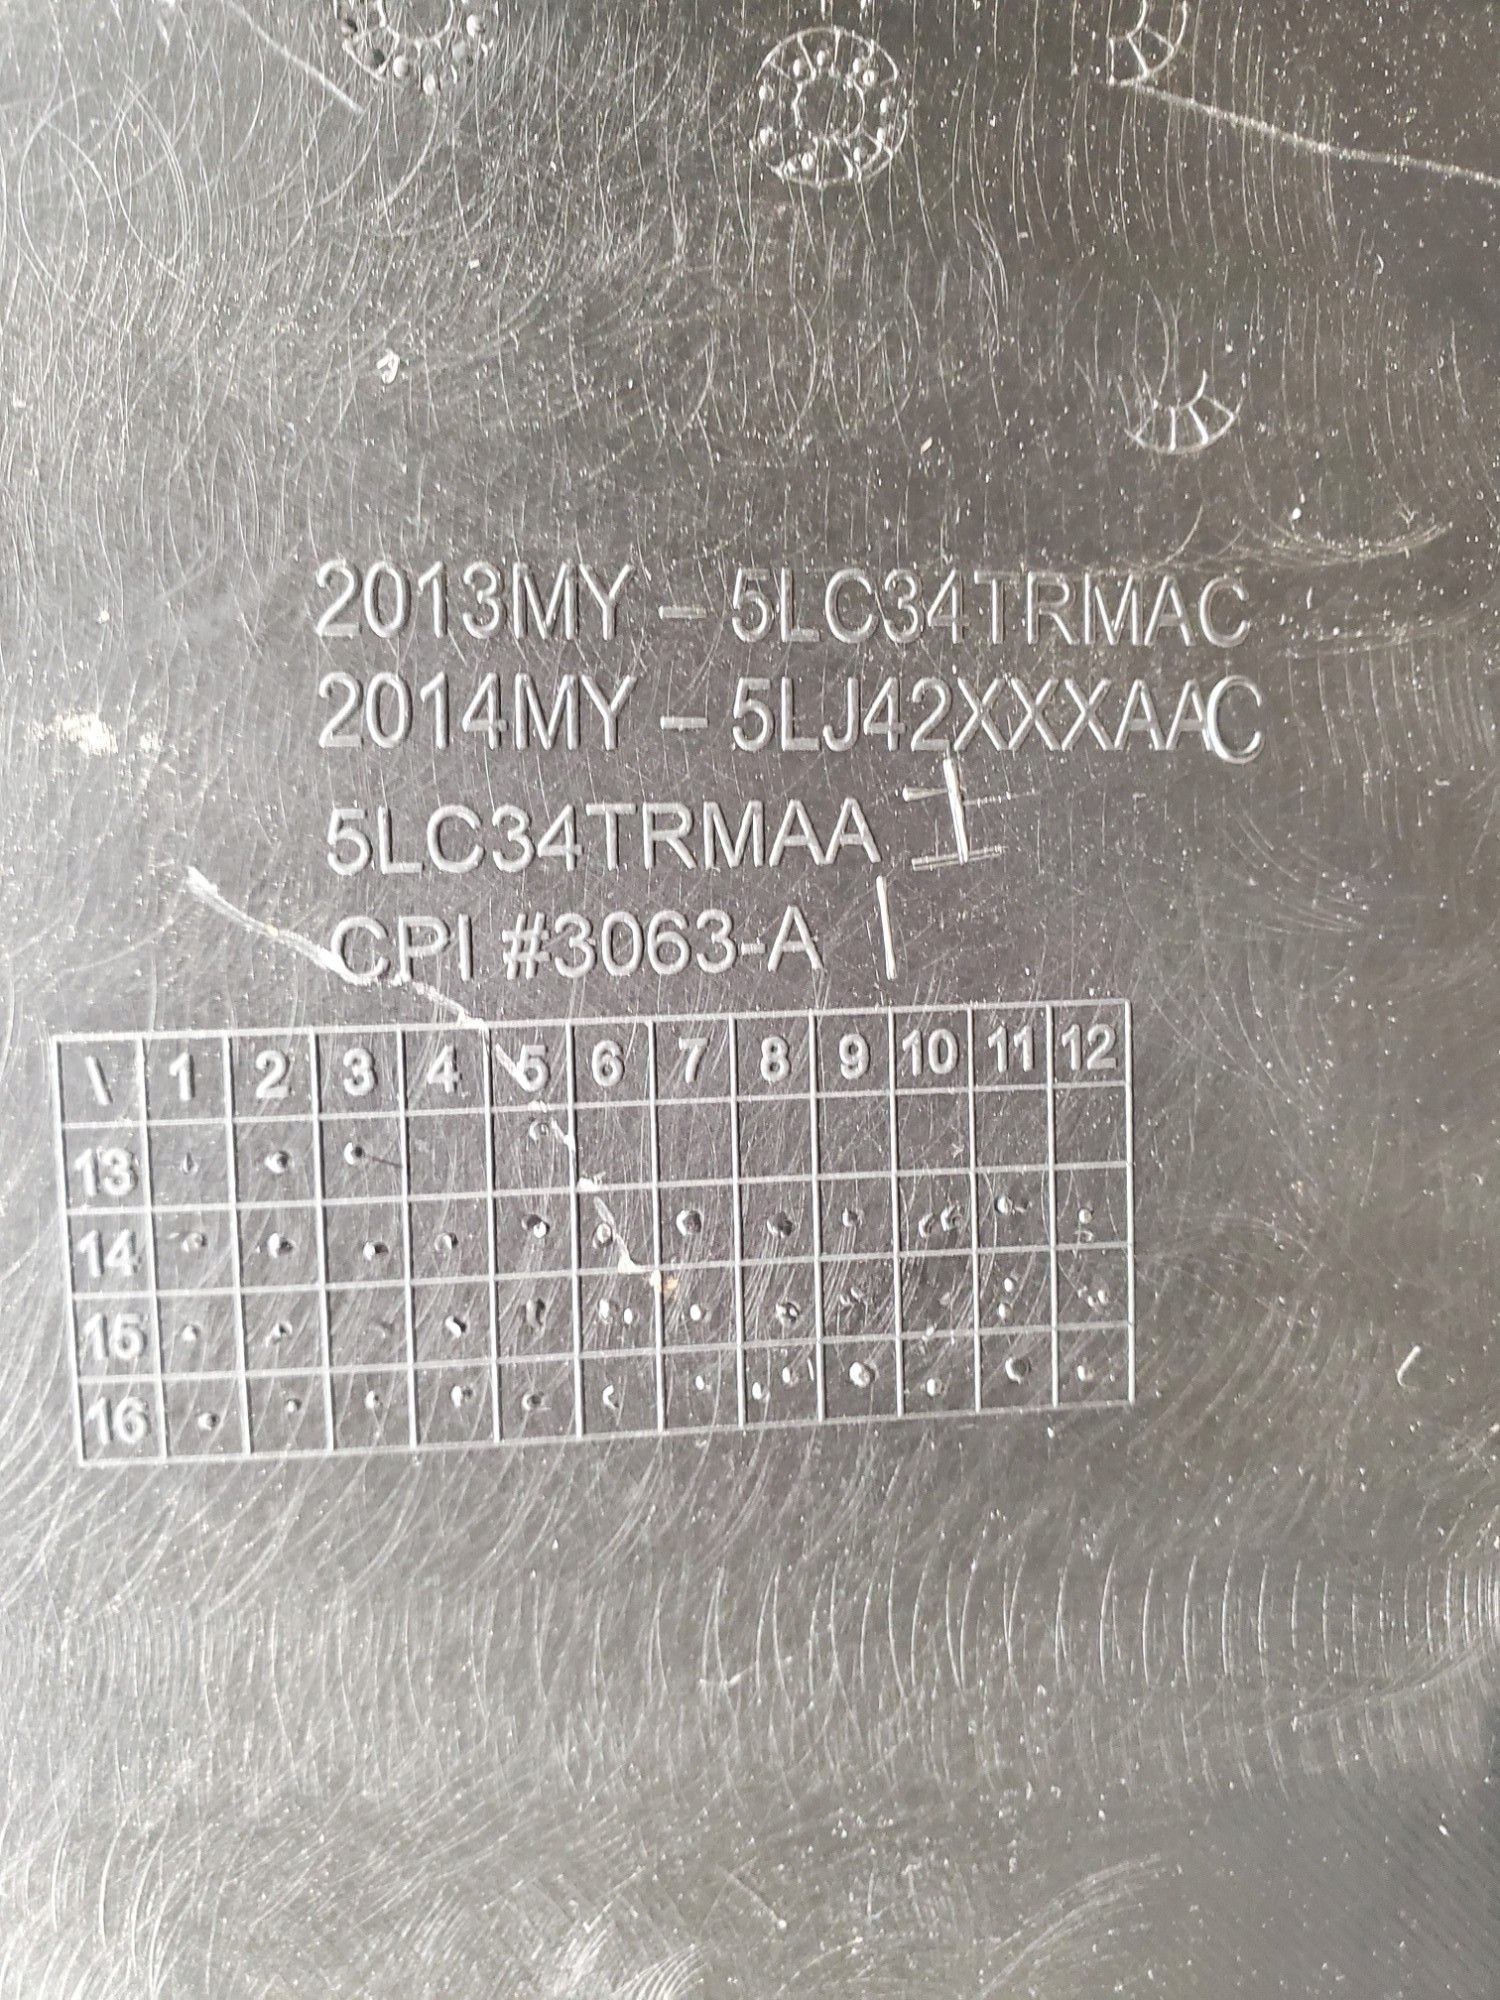 2013MY - 5LC34TRMAC
2014MY - 5LJ42XXXAAC
5LC34TRMAA
CPI #3063-A
\ 1 2 3 4 5 6 7 8 9 10 11 12
13
14
15
16